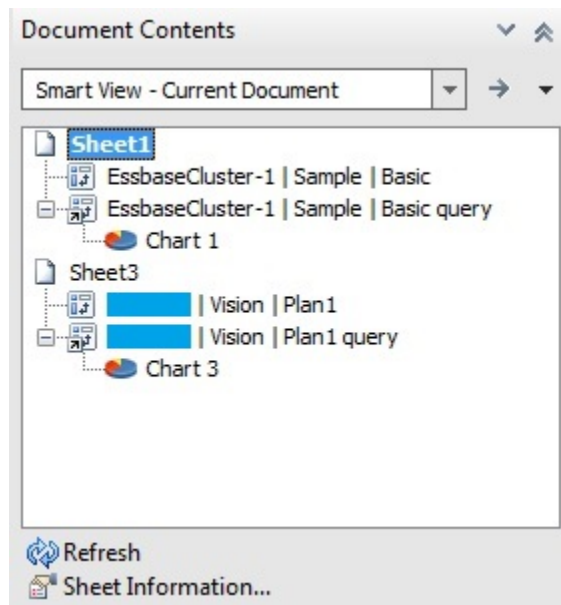 Document Contents
Smart View - Current Document
Sheet1
EssbaseCluster-1 | Sample | Basic
EssbaseCluster-1 | Sample | Basic query
Chart 1
Sheet3
| Vision | Plan1
| Vision | Plan1 query
Chart 3
Refresh
Sheet Information...